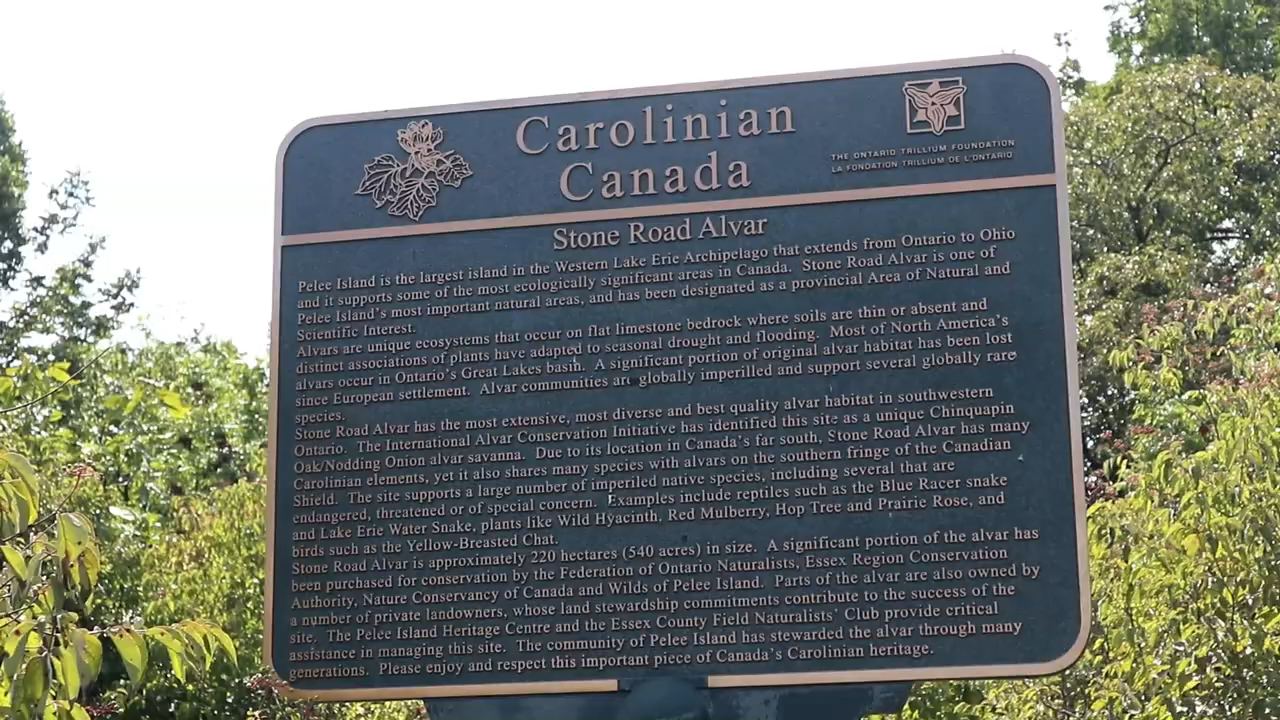 Carolinian
Canada
THE ONTARIO TRILLIUM FOUNDATION
LA FONDATION TRILLIUM DE L'ONTARIO
Stone Road Alvar
Pelee Island is the largest island in the Western Lake Erie Archipelago that extends from Ontario to Ohio
and it supports some of the most ecologically significant areas in Canada. Stone Road Alvar is one of
Pelee Island's most important natural areas, and has been designated as a provincial Area of Natural and
Scientific Interest.
Alvars are unique ecosystems that occur on flat limestone bedrock where soils are thin or absent and
distinct associations of plants have adapted to seasonal drought and flooding. Most of North America's
alvars occur in Ontario's Great Lakes basin. A significant portion of original alvar habitat has been lost
since European settlement. Alvar communities are globally imperilled and support several globally rare
species.
Stone Road Alvar has the most extensive, most diverse and best quality alvar habitat in southwestern
Ontario. The International Alvar Conservation Initiative has identified this site as a unique Chinquapin
Oak/Nodding Onion alvar savanna. Due to its location in Canada's far south, Stone Road Alvar has many
Carolinian elements, yet it also shares many species with alvars on the southern fringe of the Canadian
Shield. The site supports a large number of imperiled native species, including several that are
endangered, threatened or of special concern. Examples include reptiles such as the Blue Racer snake
and Lake Erie Water Snake, plants like Wild Hyacinth, Red Mulberry, Hop Tree and Prairie Rose, and
birds such as the Yellow-Breasted Chat.
Stone Road Alvar is approximately 220 hectares (540 acres) in size. A significant portion of the alvar has
been purchased for conservation by the Federation of Ontario Naturalists, Essex Region Conservation
Authority, Nature Conservancy of Canada and Wilds of Pelee Island. Parts of the alvar are also owned by
a number of private landowners, whose land stewardship commitments contribute to the success of the
site. The Pelee Island Heritage Centre and the Essex County Field Naturalists' Club provide critical
assistance in managing this site. The community of Pelee Island has stewarded the alvar through many
generations. Please enjoy and respect this important piece of Canada's Carolinian heritage.